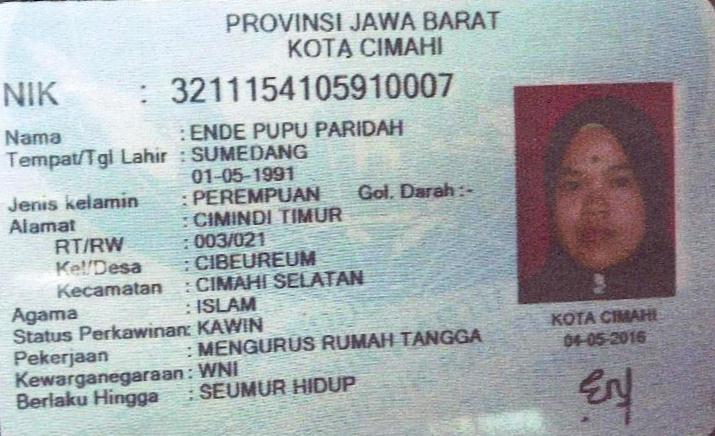 PROVINSI JAWA BARAT
KOTA CIMAHI
NIK : 3211154105910007
Nama : ENDE PUPU PARIDAH
Tempat/Tgl Lahir : SUMEDANG
01-05-1991
Jenis kelamin : PEREMPUAN Gol. Darah :-
Alamat : CIMINDI TIMUR
RT/RW : 003/021
Kel/Desa : CIBEUREUM
Kecamatan : CIMAHI SELATAN
Agama : ISLAM
Status Perkawinan: KAWIN
Pekerjaan : MENGURUS RUMAH TANGGA
Kewarganegaraan : WNI
Berlaku Hingga : SEUMUR HIDUP
KOTA CIMAHI
04-05-2016